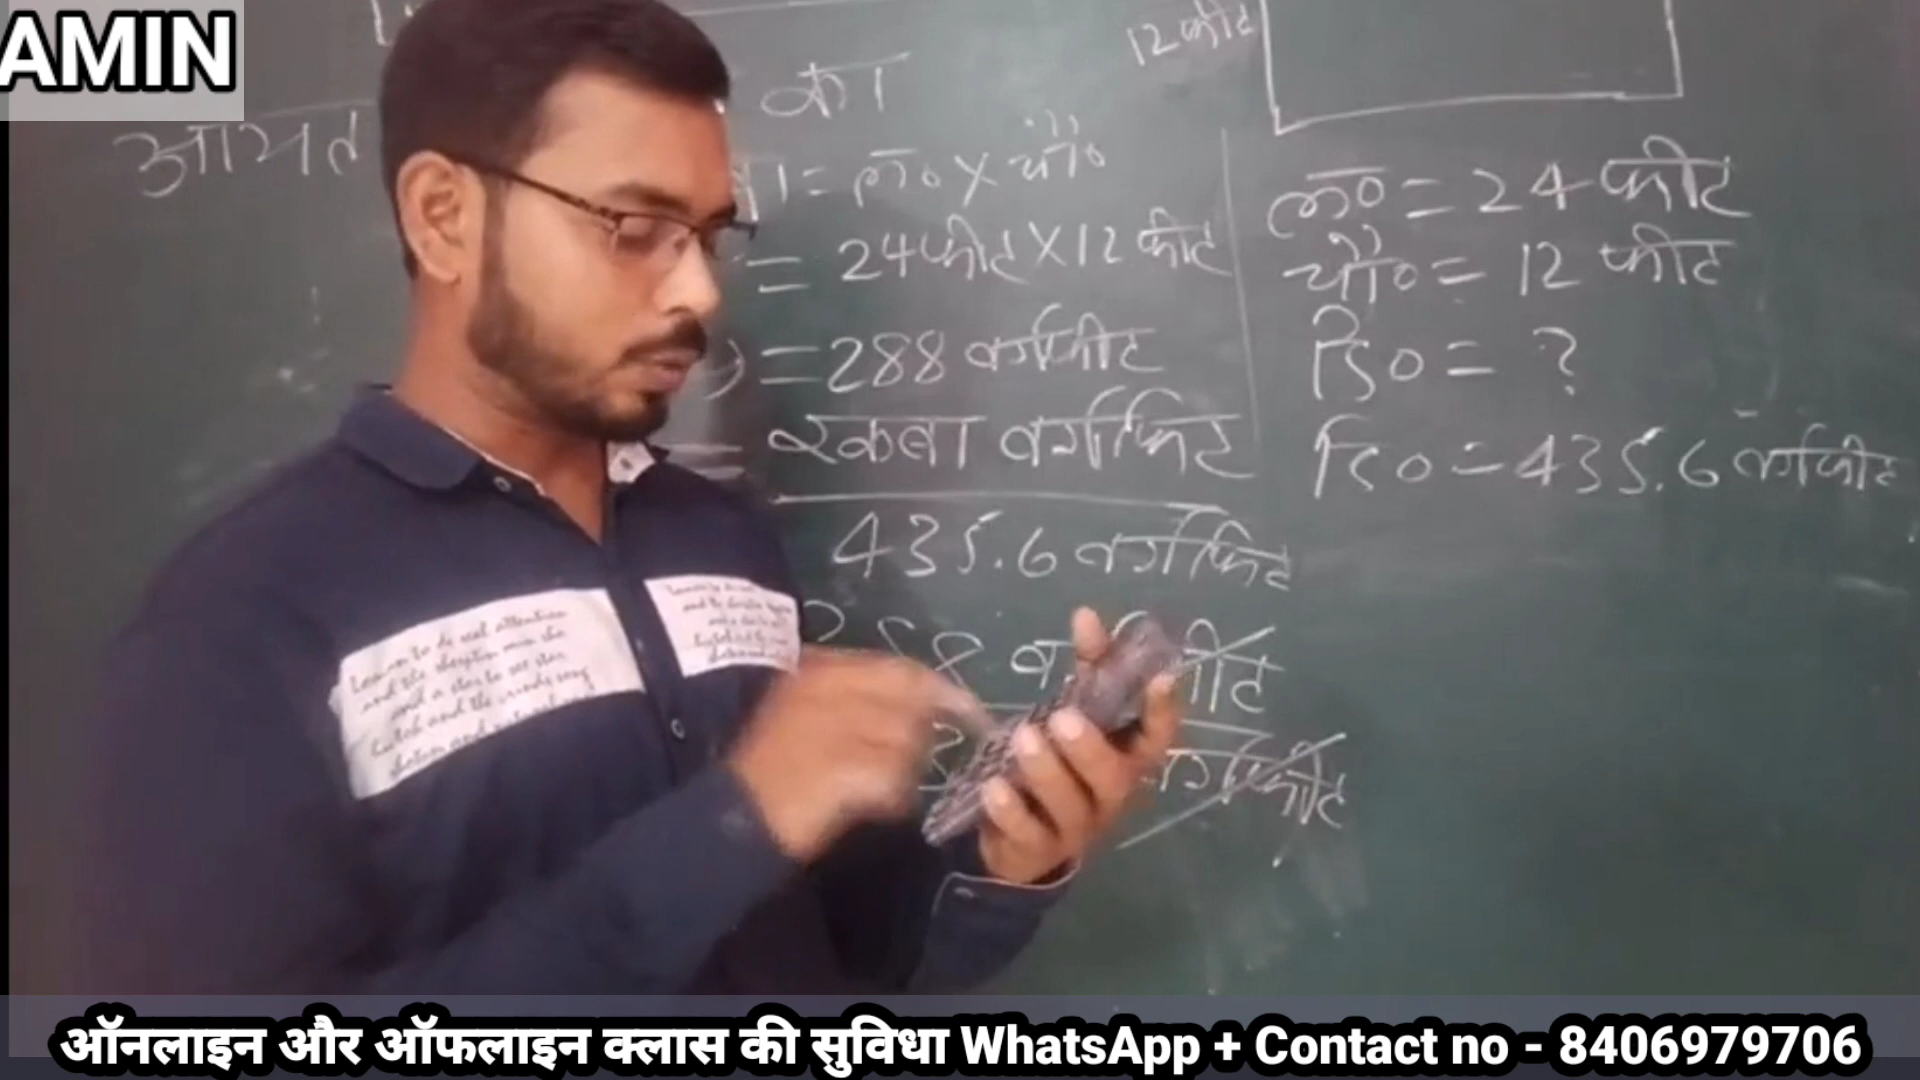 AMIN
12 फीट
आयत
का
= ल० X चौ०
= 24 फीट X 12 फीट
= 288 वर्गफीट
= रकबा वर्गफिट
435.6 वर्गफिट
ल० = 24 फीट
चौ० = 12 फीट
डि० = ?
डि० = 435.6 वर्गफीट
ऑनलाइन और ऑफलाइन क्लास की सुविधा WhatsApp + Contact no - 8406979706